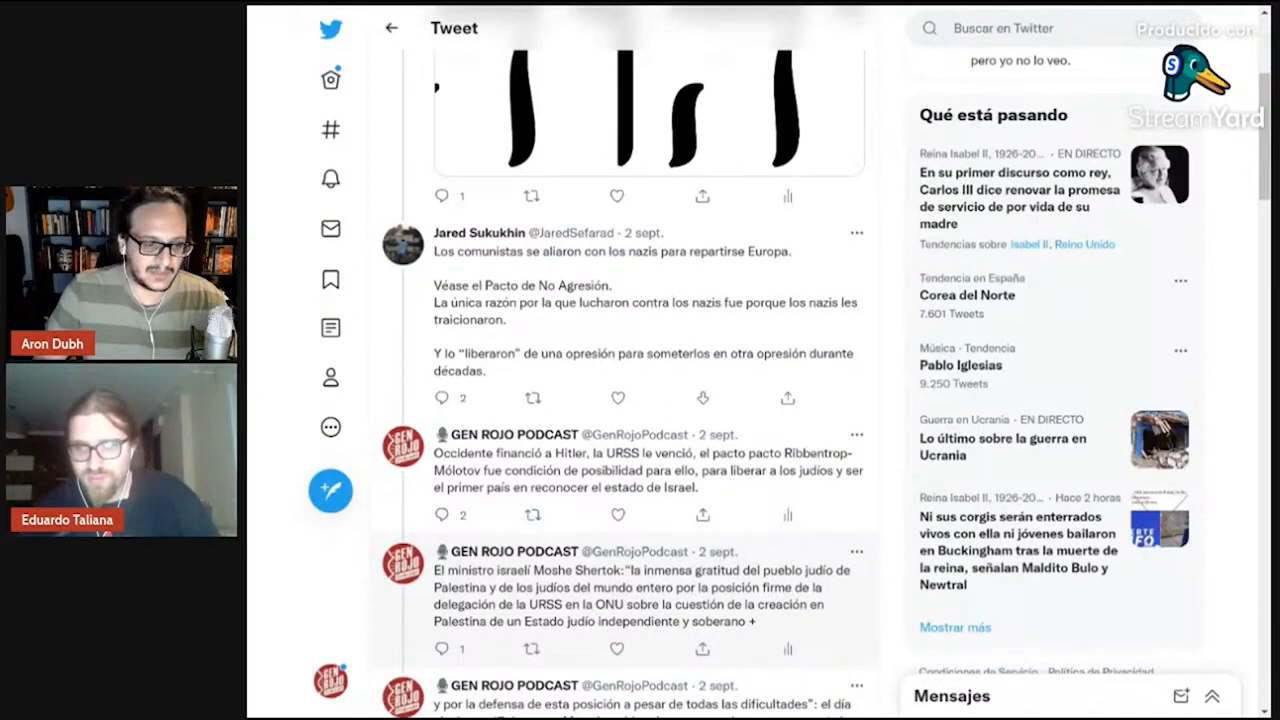 Tweet
Buscar en Twitter
Producido con
pero yo no lo veo.
StreamYard
Qué está pasando
Reina Isabel II, 1926-20... · EN DIRECTO
En su primer discurso como rey,
Carlos III dice renovar la promesa
de servicio de por vida de su
madre
Tendencias sobre Isabel II, Reino Unido
Tendencia en España
Corea del Norte
7.601 Tweets
Música · Tendencia
Pablo Iglesias
9.250 Tweets
Guerra en Ucrania · EN DIRECTO
Lo último sobre la guerra en
Ucrania
Reina Isabel II, 1926-20... · Hace 2 horas
Ni sus corgis serán enterrados
vivos con ella ni jóvenes bailaron
en Buckingham tras la muerte de
la reina, señalan Maldito Bulo y
Newtral
Mostrar más
Condiciones de Servicio Política de Privacidad
Mensajes
1
Jared Sukukhin @JaredSefarad · 2 sept.
Los comunistas se aliaron con los nazis para repartirse Europa.
Véase el Pacto de No Agresión.
La única razón por la que lucharon contra los nazis fue porque los nazis les
traicionaron.
Y lo “liberaron” de una opresión para someterlos en otra opresión durante
décadas.
2
GEN ROJO PODCAST @GenRojoPodcast · 2 sept.
Occidente financió a Hitler, la URSS le venció, el pacto pacto Ribbentrop-
Mólotov fue condición de posibilidad para ello, para liberar a los judíos y ser
el primer país en reconocer el estado de Israel.
2
GEN ROJO PODCAST @GenRojoPodcast · 2 sept.
El ministro israelí Moshe Shertok:“la inmensa gratitud del pueblo judío de
Palestina y de los judíos del mundo entero por la posición firme de la
delegación de la URSS en la ONU sobre la cuestión de la creación en
Palestina de un Estado judío independiente y soberano +
1
GEN ROJO PODCAST @GenRojoPodcast · 2 sept.
y por la defensa de esta posición a pesar de todas las dificultades”: el día
Aron Dubh
Eduardo Taliana